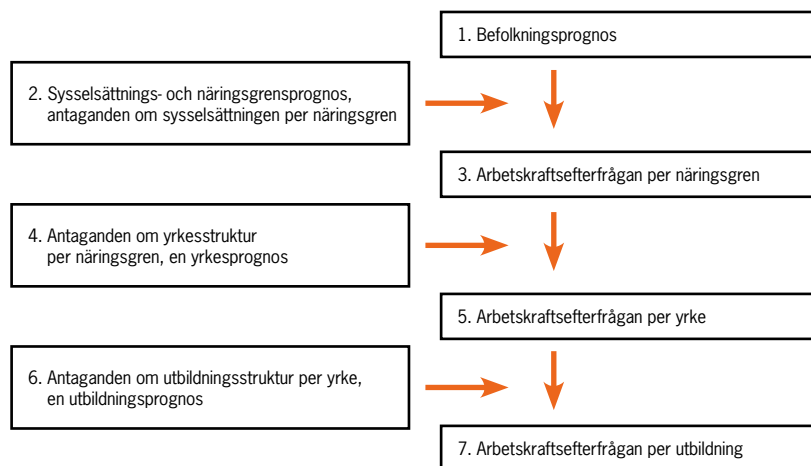 1. Befolkningsprognos
2. Sysselsättnings- och näringsgrensprognos,
antaganden om sysselsättningen per näringsgren
3. Arbetskraftsefterfrågan per näringsgren
4. Antaganden om yrkesstruktur
per näringsgren, en yrkesprognos
5. Arbetskraftsefterfrågan per yrke
6. Antaganden om utbildningsstruktur per yrke,
en utbildningsprognos
7. Arbetskraftsefterfrågan per utbildning